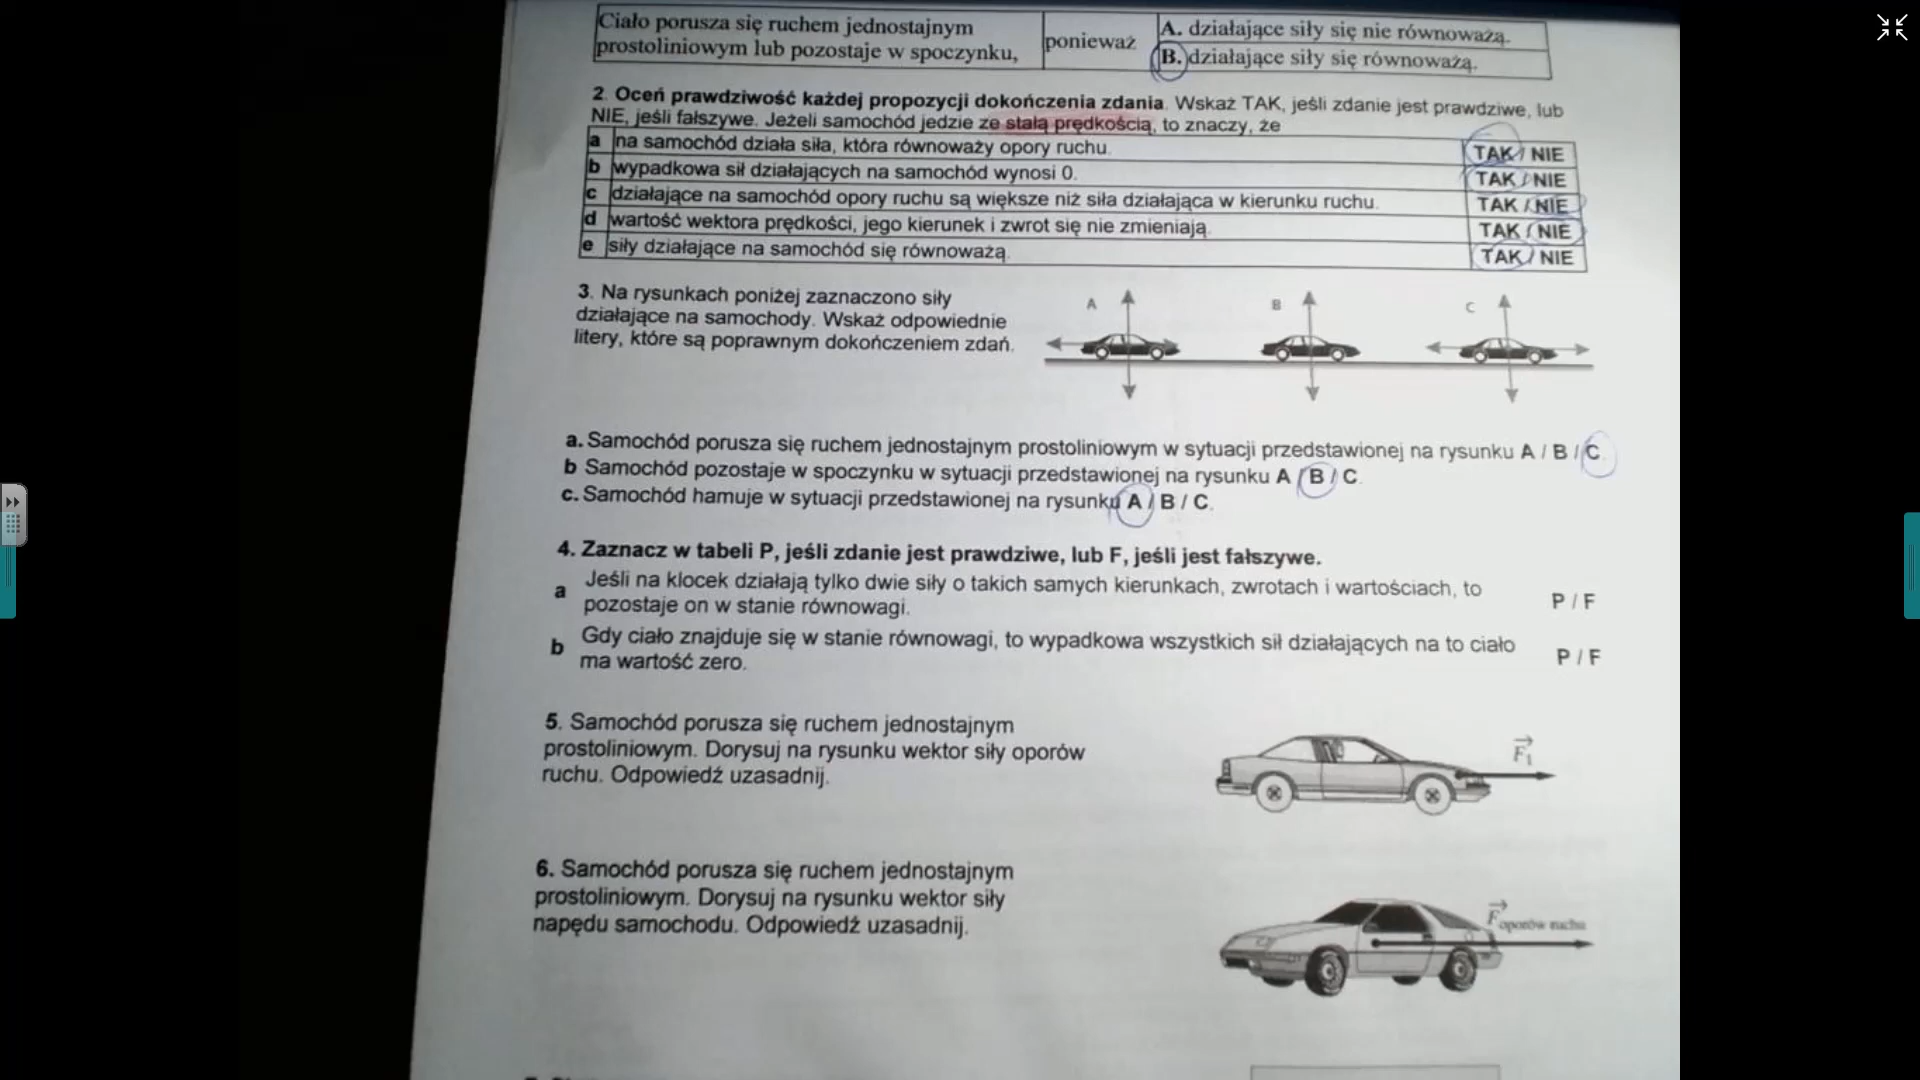 Ciało porusza się ruchem jednostajnym
prostoliniowym lub pozostaje w spoczynku,
ponieważ
A. działające siły się nie równoważą.
B. działające siły się równoważą.
2. Oceń prawdziwość każdej propozycji dokończenia zdania. Wskaż TAK, jeśli zdanie jest prawdziwe, lub
NIE, jeśli fałszywe. Jeżeli samochód jedzie ze stałą prędkością, to znaczy, że
a na samochód działa siła, która równoważy opory ruchu. TAK / NIE
b wypadkowa sił działających na samochód wynosi 0. TAK / NIE
c działające na samochód opory ruchu są większe niż siła działająca w kierunku ruchu. TAK / NIE
d wartość wektora prędkości, jego kierunek i zwrot się nie zmieniają. TAK / NIE
e siły działające na samochód się równoważą. TAK / NIE
3. Na rysunkach poniżej zaznaczono siły
działające na samochody. Wskaż odpowiednie
litery, które są poprawnym dokończeniem zdań.
A B C
a. Samochód porusza się ruchem jednostajnym prostoliniowym w sytuacji przedstawionej na rysunku A / B / C.
b Samochód pozostaje w spoczynku w sytuacji przedstawionej na rysunku A / B / C.
c. Samochód hamuje w sytuacji przedstawionej na rysunku A / B / C.
4. Zaznacz w tabeli P, jeśli zdanie jest prawdziwe, lub F, jeśli jest fałszywe.
a Jeśli na klocek działają tylko dwie siły o takich samych kierunkach, zwrotach i wartościach, to
pozostaje on w stanie równowagi. P / F
b Gdy ciało znajduje się w stanie równowagi, to wypadkowa wszystkich sił działających na to ciało
ma wartość zero. P / F
5. Samochód porusza się ruchem jednostajnym
prostoliniowym. Dorysuj na rysunku wektor siły oporów
ruchu. Odpowiedź uzasadnij.
F₁
6. Samochód porusza się ruchem jednostajnym
prostoliniowym. Dorysuj na rysunku wektor siły
napędu samochodu. Odpowiedź uzasadnij.
F oporów ruchu